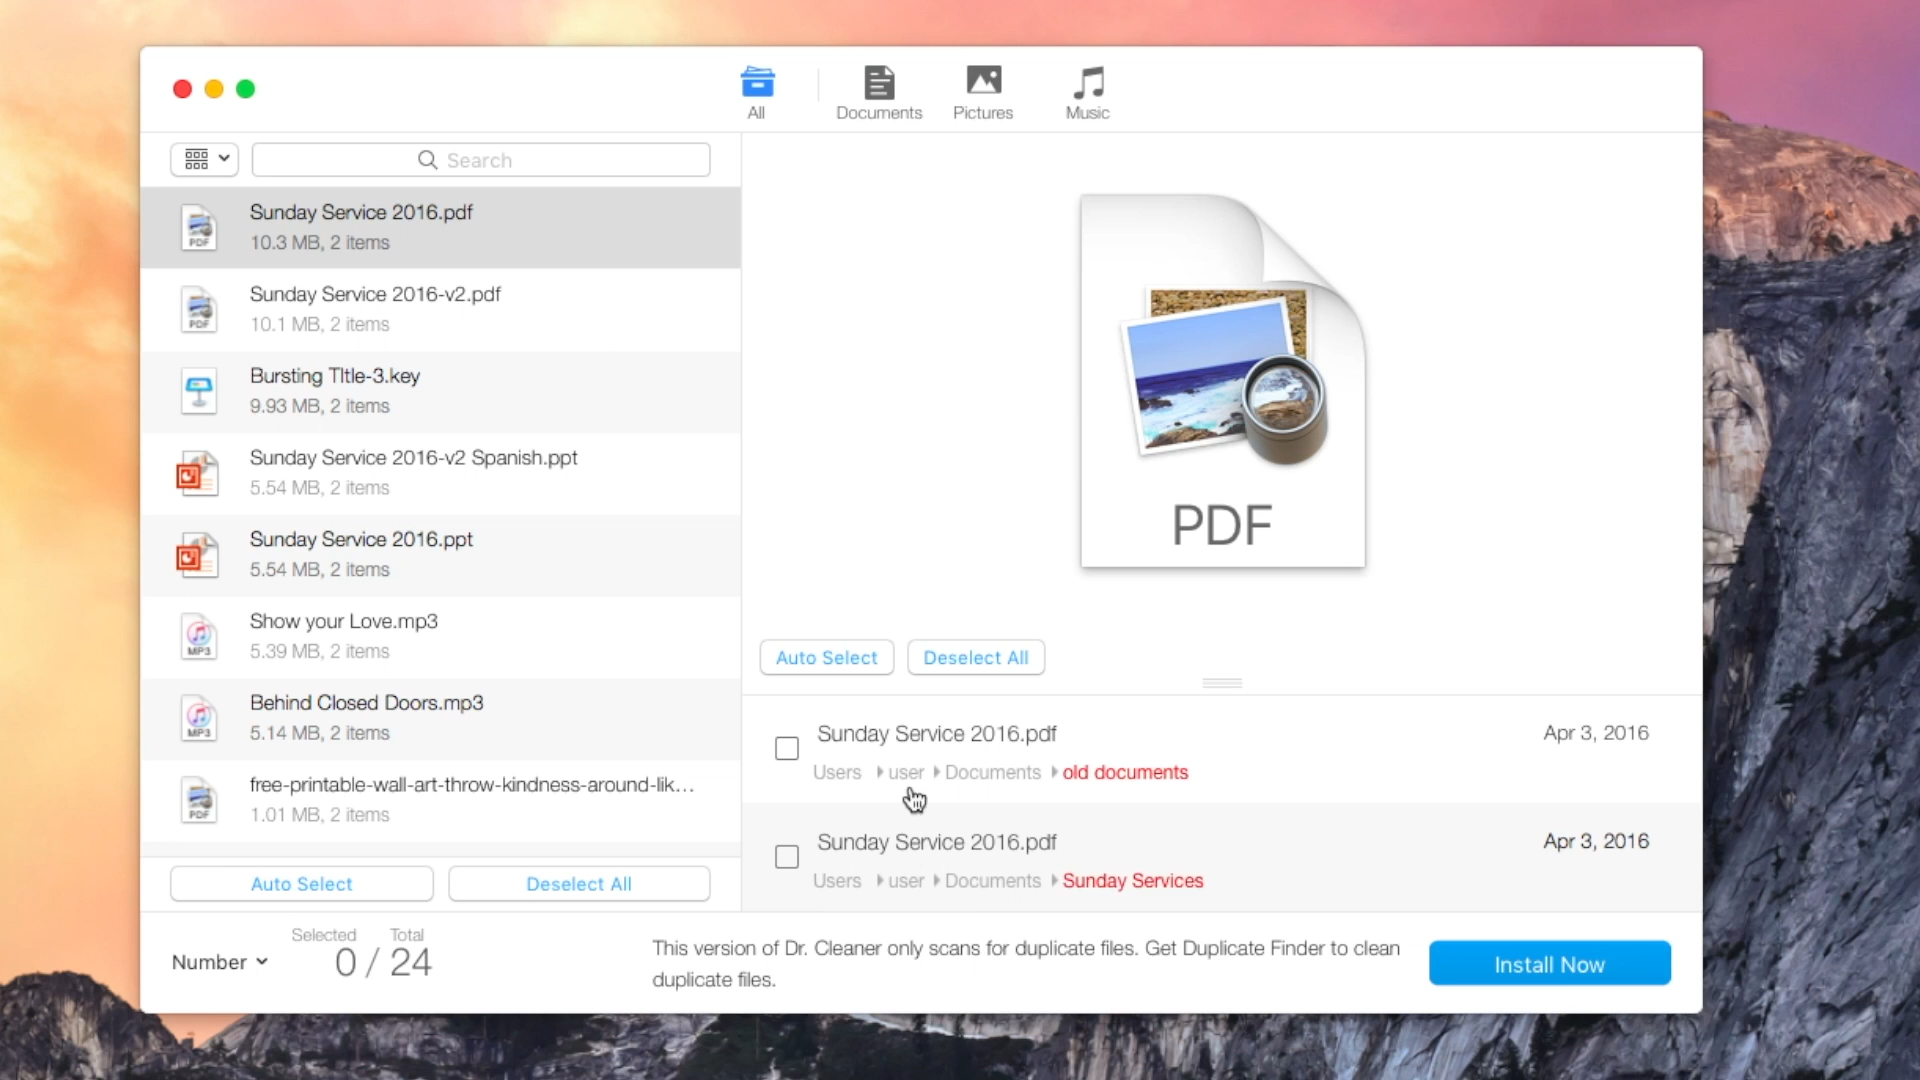 All
Documents
Pictures
Music
Search
Sunday Service 2016.pdf
10.3 MB, 2 items
Sunday Service 2016-v2.pdf
10.1 MB, 2 items
Bursting TItle-3.key
9.93 MB, 2 items
Sunday Service 2016-v2 Spanish.ppt
5.54 MB, 2 items
Sunday Service 2016.ppt
5.54 MB, 2 items
Show your Love.mp3
5.39 MB, 2 items
Behind Closed Doors.mp3
5.14 MB, 2 items
free-printable-wall-art-throw-kindness-around-lik...
1.01 MB, 2 items
PDF
PDF
PDF
MP3
MP3
Auto Select
Deselect All
PDF
Auto Select
Deselect All
Sunday Service 2016.pdf
Apr 3, 2016
Users user Documents old documents
Sunday Service 2016.pdf
Apr 3, 2016
Users user Documents Sunday Services
Number
Selected Total
0 / 24
This version of Dr. Cleaner only scans for duplicate files. Get Duplicate Finder to clean
duplicate files.
Install Now